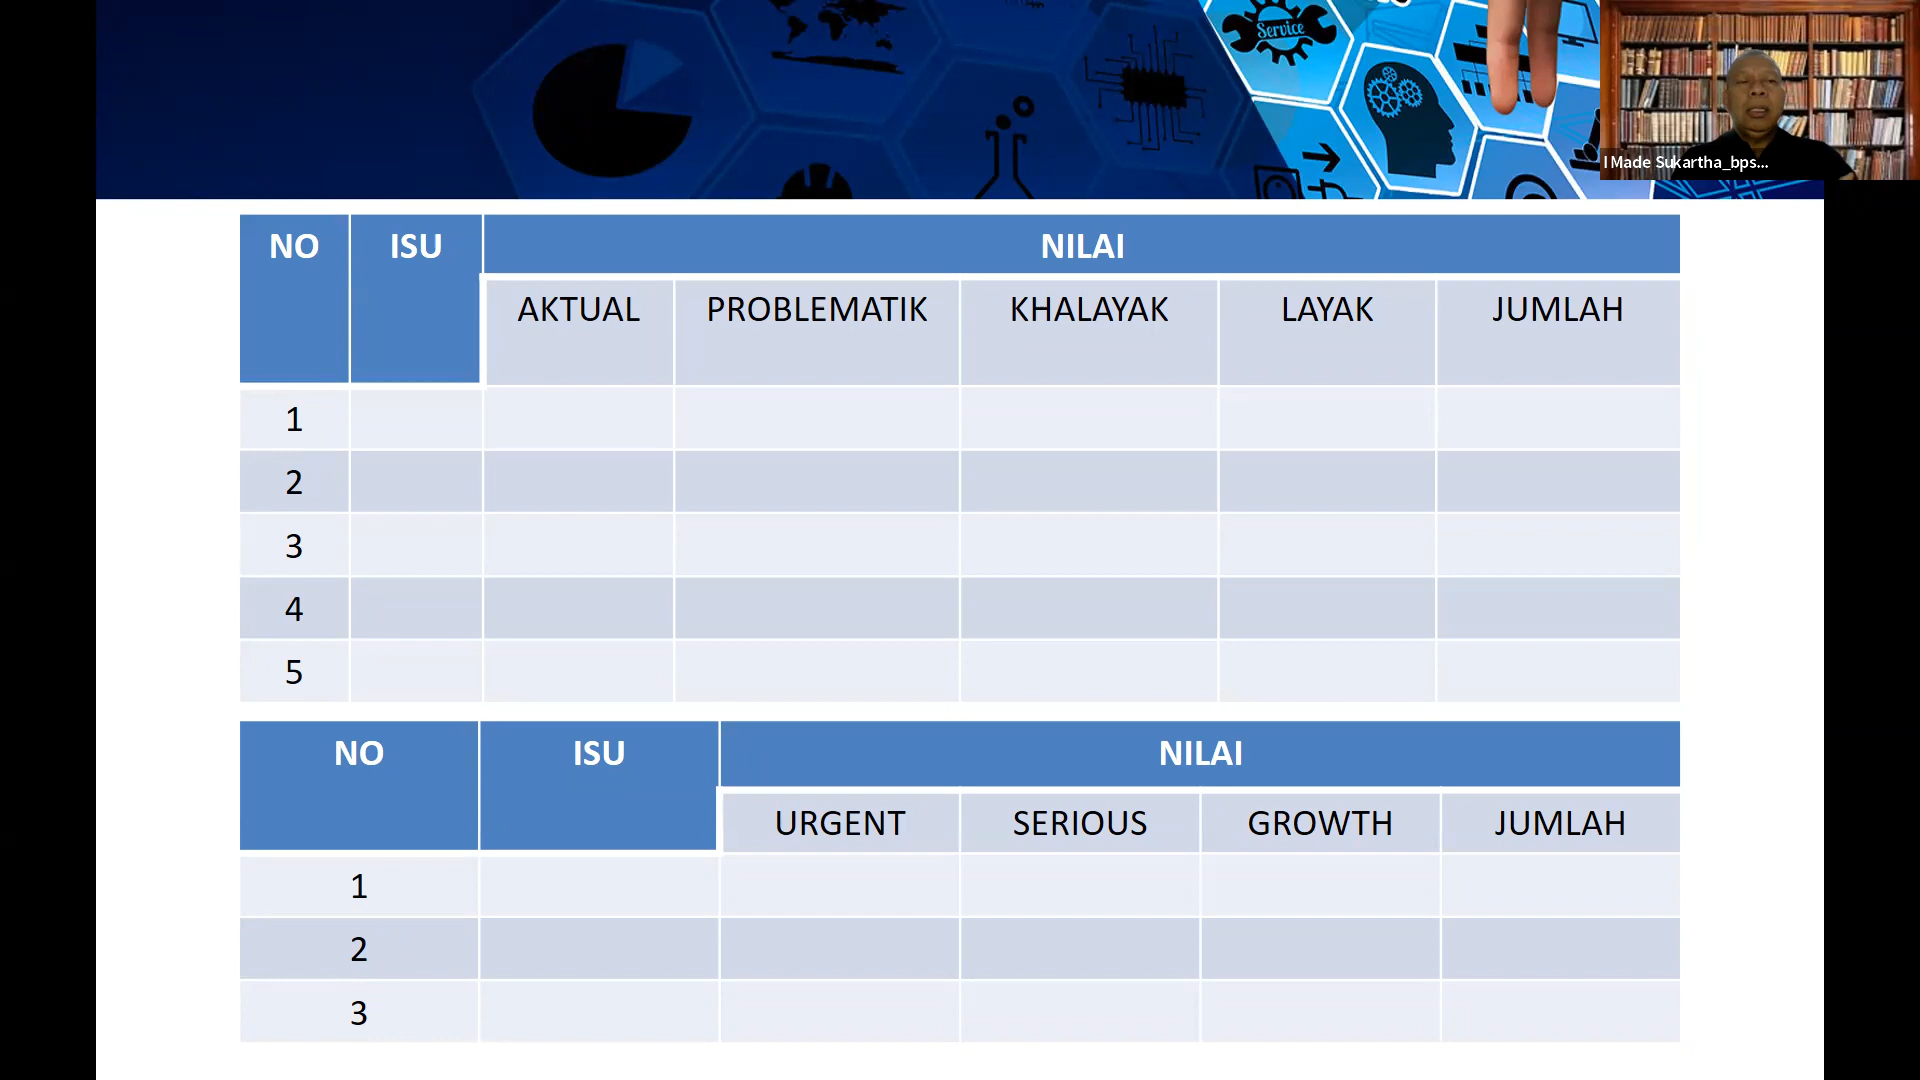 Service
I Made Sukartha_bps...
NO ISU NILAI
AKTUAL PROBLEMATIK KHALAYAK LAYAK JUMLAH
1
2
3
4
5
NO ISU NILAI
URGENT SERIOUS GROWTH JUMLAH
1
2
3